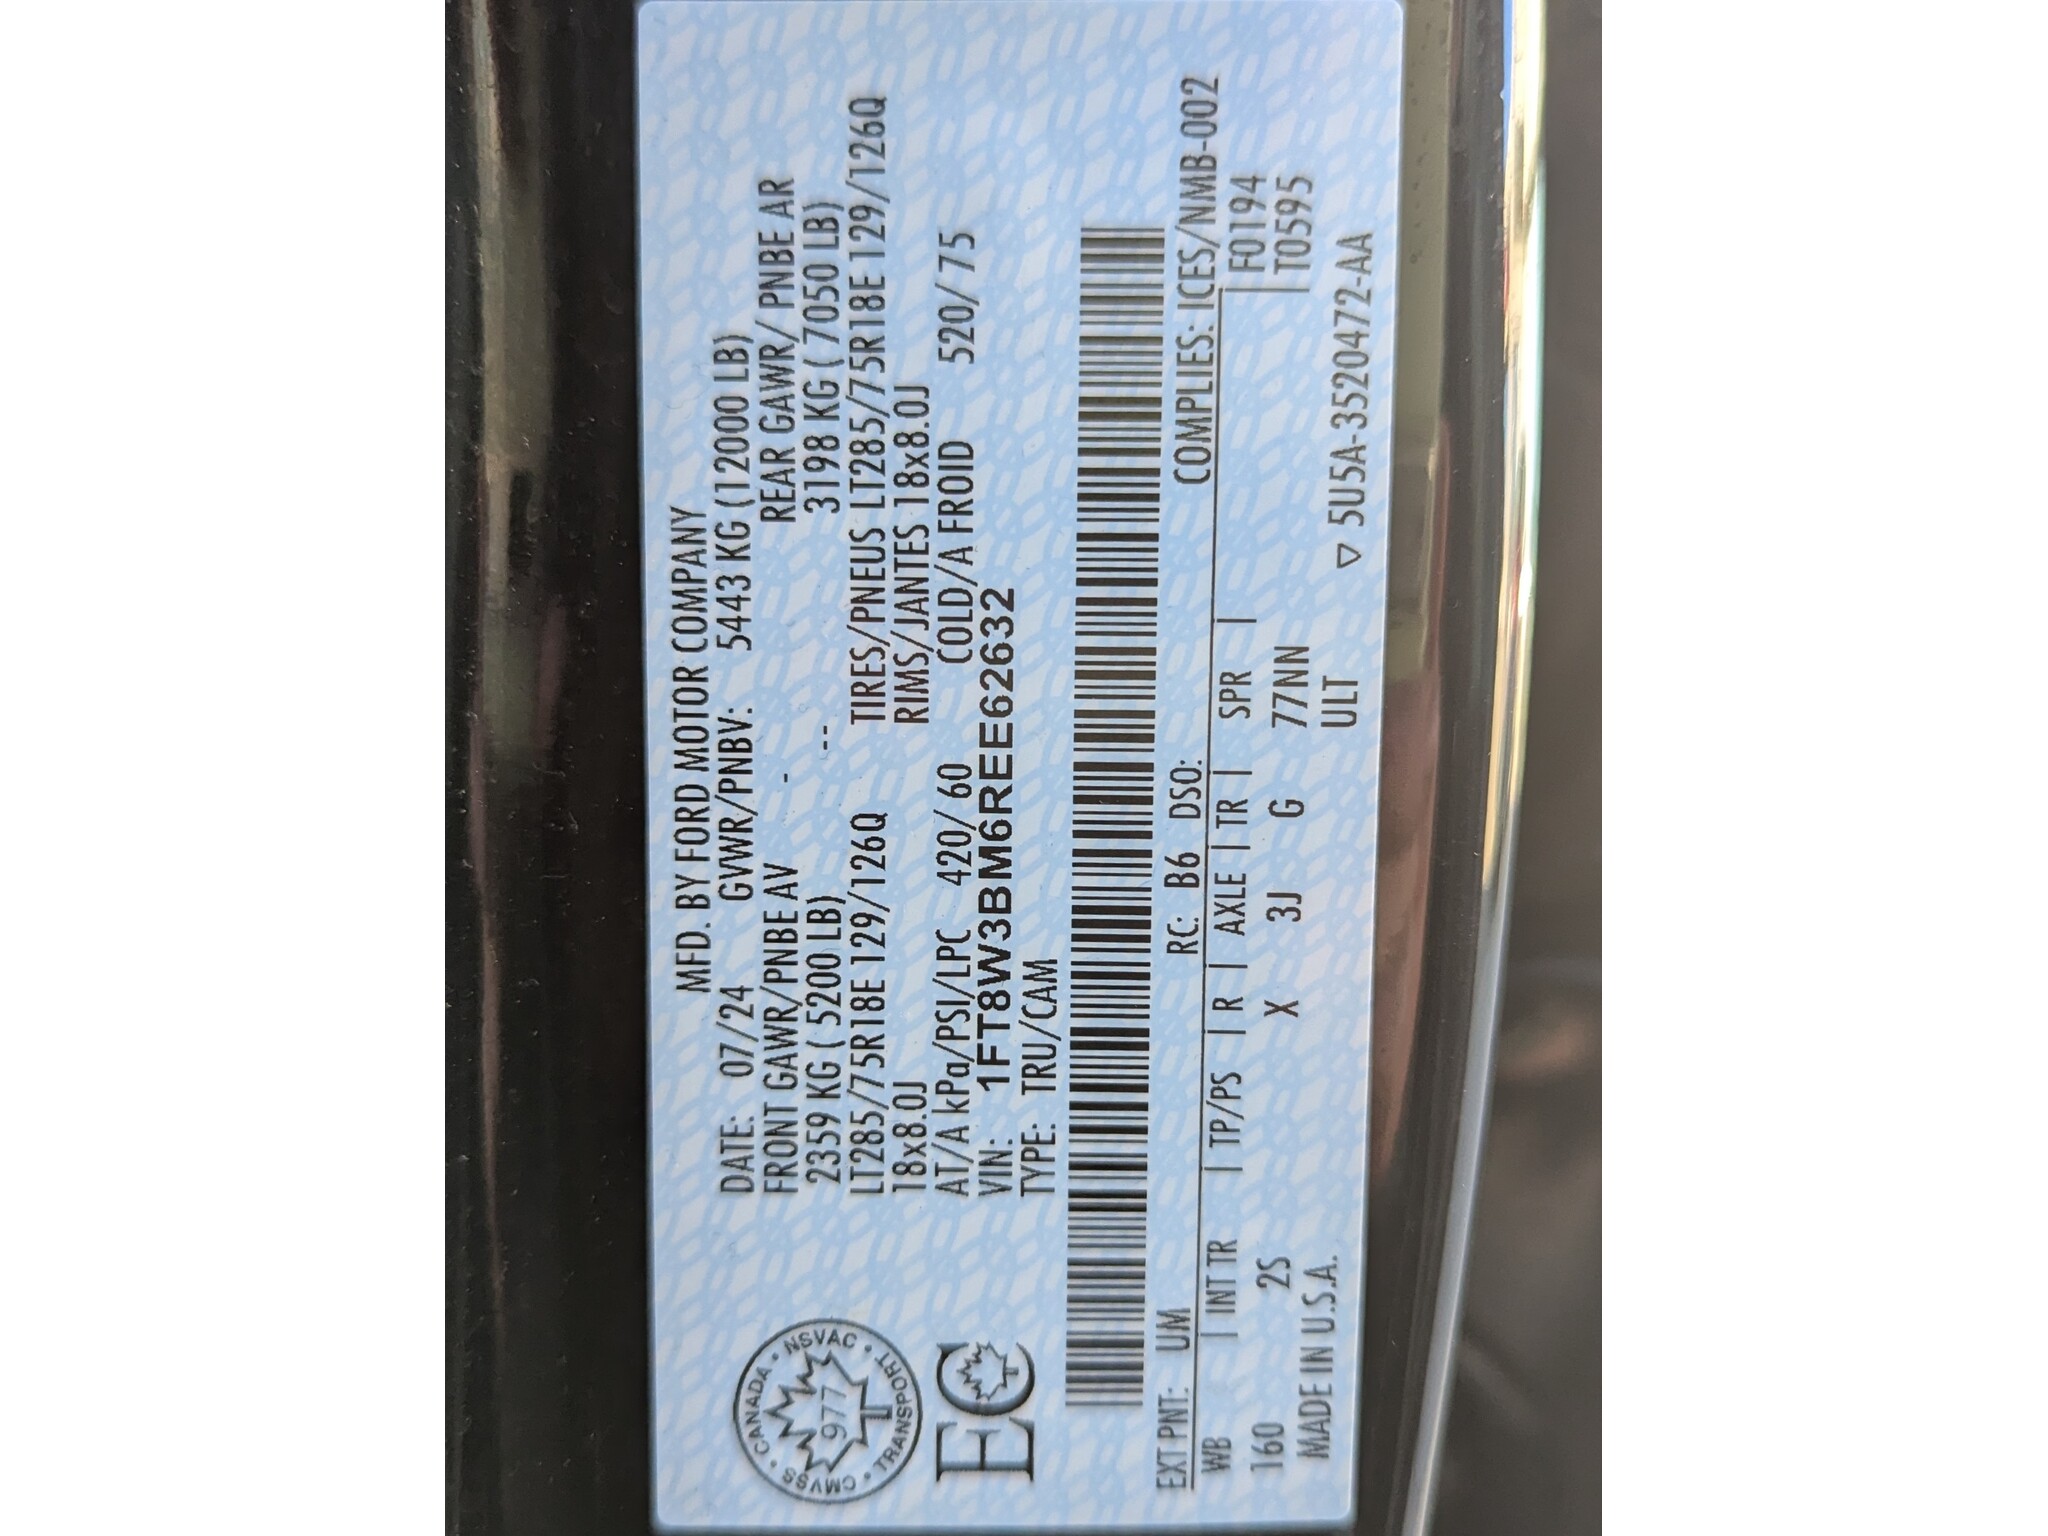 MFD. BY FORD MOTOR COMPANY
DATE: 07/24 GVWR/PNBV: 5443 KG (12000 LB)
FRONT GAWR/PNBE AV - REAR GAWR/ PNBE AR
2359 KG ( 5200 LB) -- 3198 KG ( 7050 LB)
LT285/75R18E 129/126Q TIRES/PNEUS LT285/75R18E 129/126Q
18x8.0J RIMS/JANTES 18x8.0J
AT/A kPa/PSI/LPC 420/ 60 COLD/A FROID 520/ 75
VIN: 1FT8W3BM6REE62632
TYPE: TRU/CAM
CANADA • NSVAC • TRANSPORT • CMVSS
977
EC
EXT PNT: UM RC: B6 DSO: COMPLIES: ICES/NMB-002
WB | INT TR | TP/PS | R | AXLE | TR | SPR | F0194
160 2S X 3J G 77NN | T0595
MADE IN U.S.A. ULT
▽ 5U5A-3520472-AA